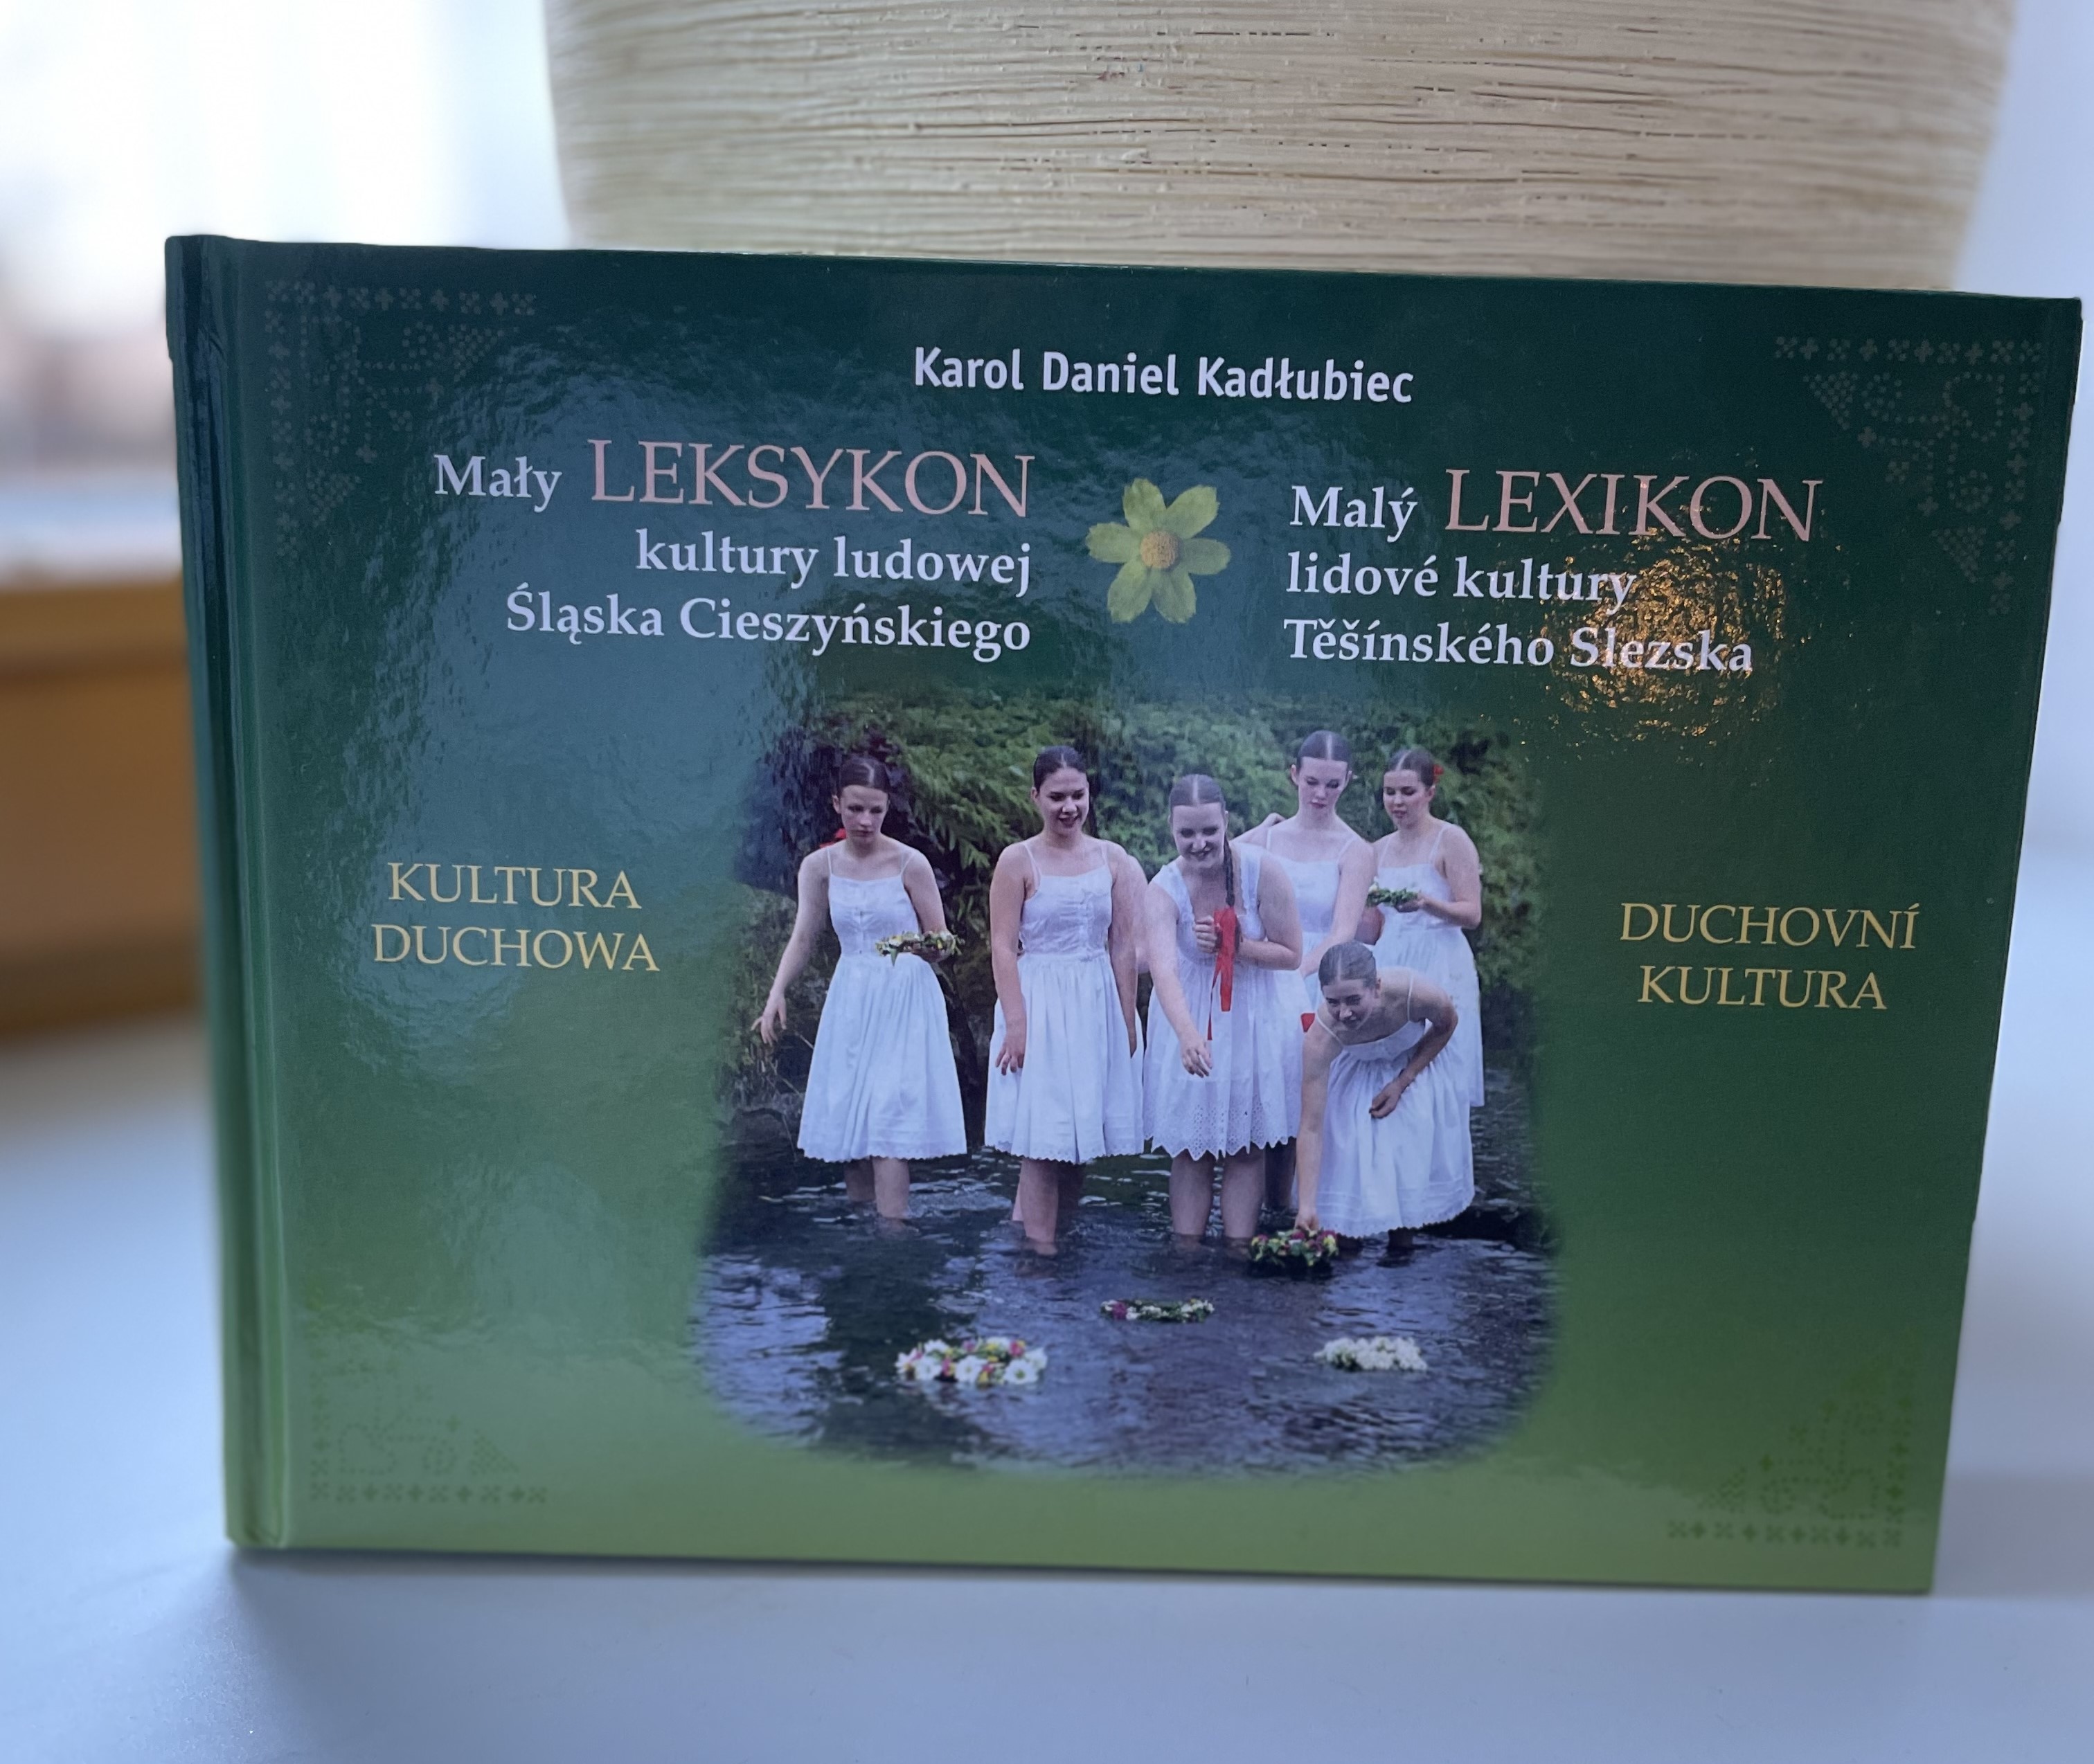 Karol Daniel Kadłubiec
Mały LEKSYKON
kultury ludowej
Śląska Cieszyńskiego
Malý LEXIKON
lidové kultury
Těšínského Slezska
KULTURA
DUCHOWA
DUCHOVNÍ
KULTURA